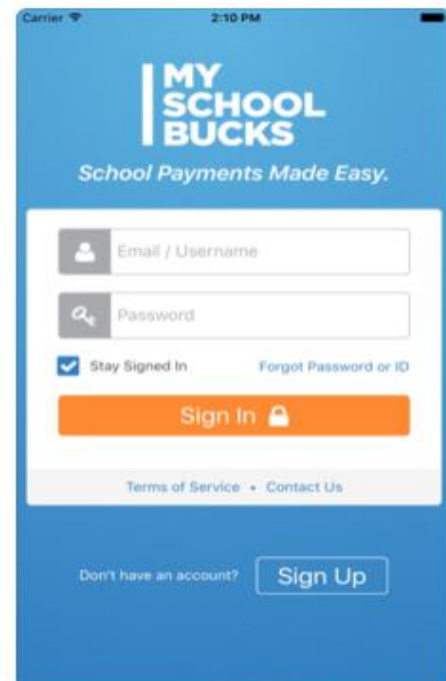 Carrier 2:10 PM
MY
SCHOOL
BUCKS
School Payments Made Easy.
Email / Username
Password
Stay Signed In Forgot Password or ID
Sign In
Terms of Service • Contact Us
Don't have an account? Sign Up